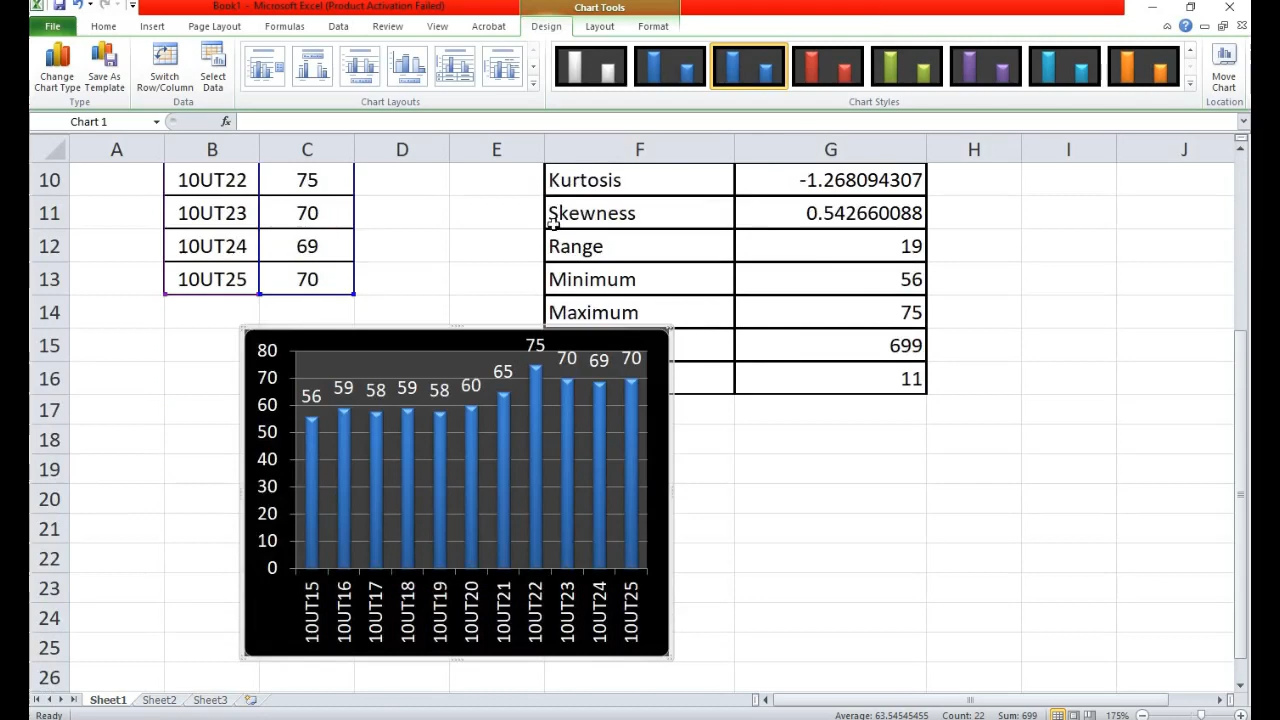 Book1 - Microsoft Excel (Product Activation Failed)
Chart Tools
File Home Insert Page Layout Formulas Data Review View Acrobat Design Layout Format
Change Chart Type
Save As Template
Switch Row/Column
Select Data
Move Chart
Type Data Chart Layouts Chart Styles Location
Chart 1 fx
A B C D E F G H I J
10 10UT22 75 Kurtosis -1.268094307
11 10UT23 70 Skewness 0.542660088
12 10UT24 69 Range 19
13 10UT25 70 Minimum 56
14 Maximum 75
15 699
16 11
17
18
19
20
21
22
23
24
25
26
80
70
60
50
40
30
20
10
0
56 59 58 59 58 60 65 75 70 69 70
10UT15 10UT16 10UT17 10UT18 10UT19 10UT20 10UT21 10UT22 10UT23 10UT24 10UT25
Sheet1 Sheet2 Sheet3
Ready Average: 63.54545455 Count: 22 Sum: 699 175%